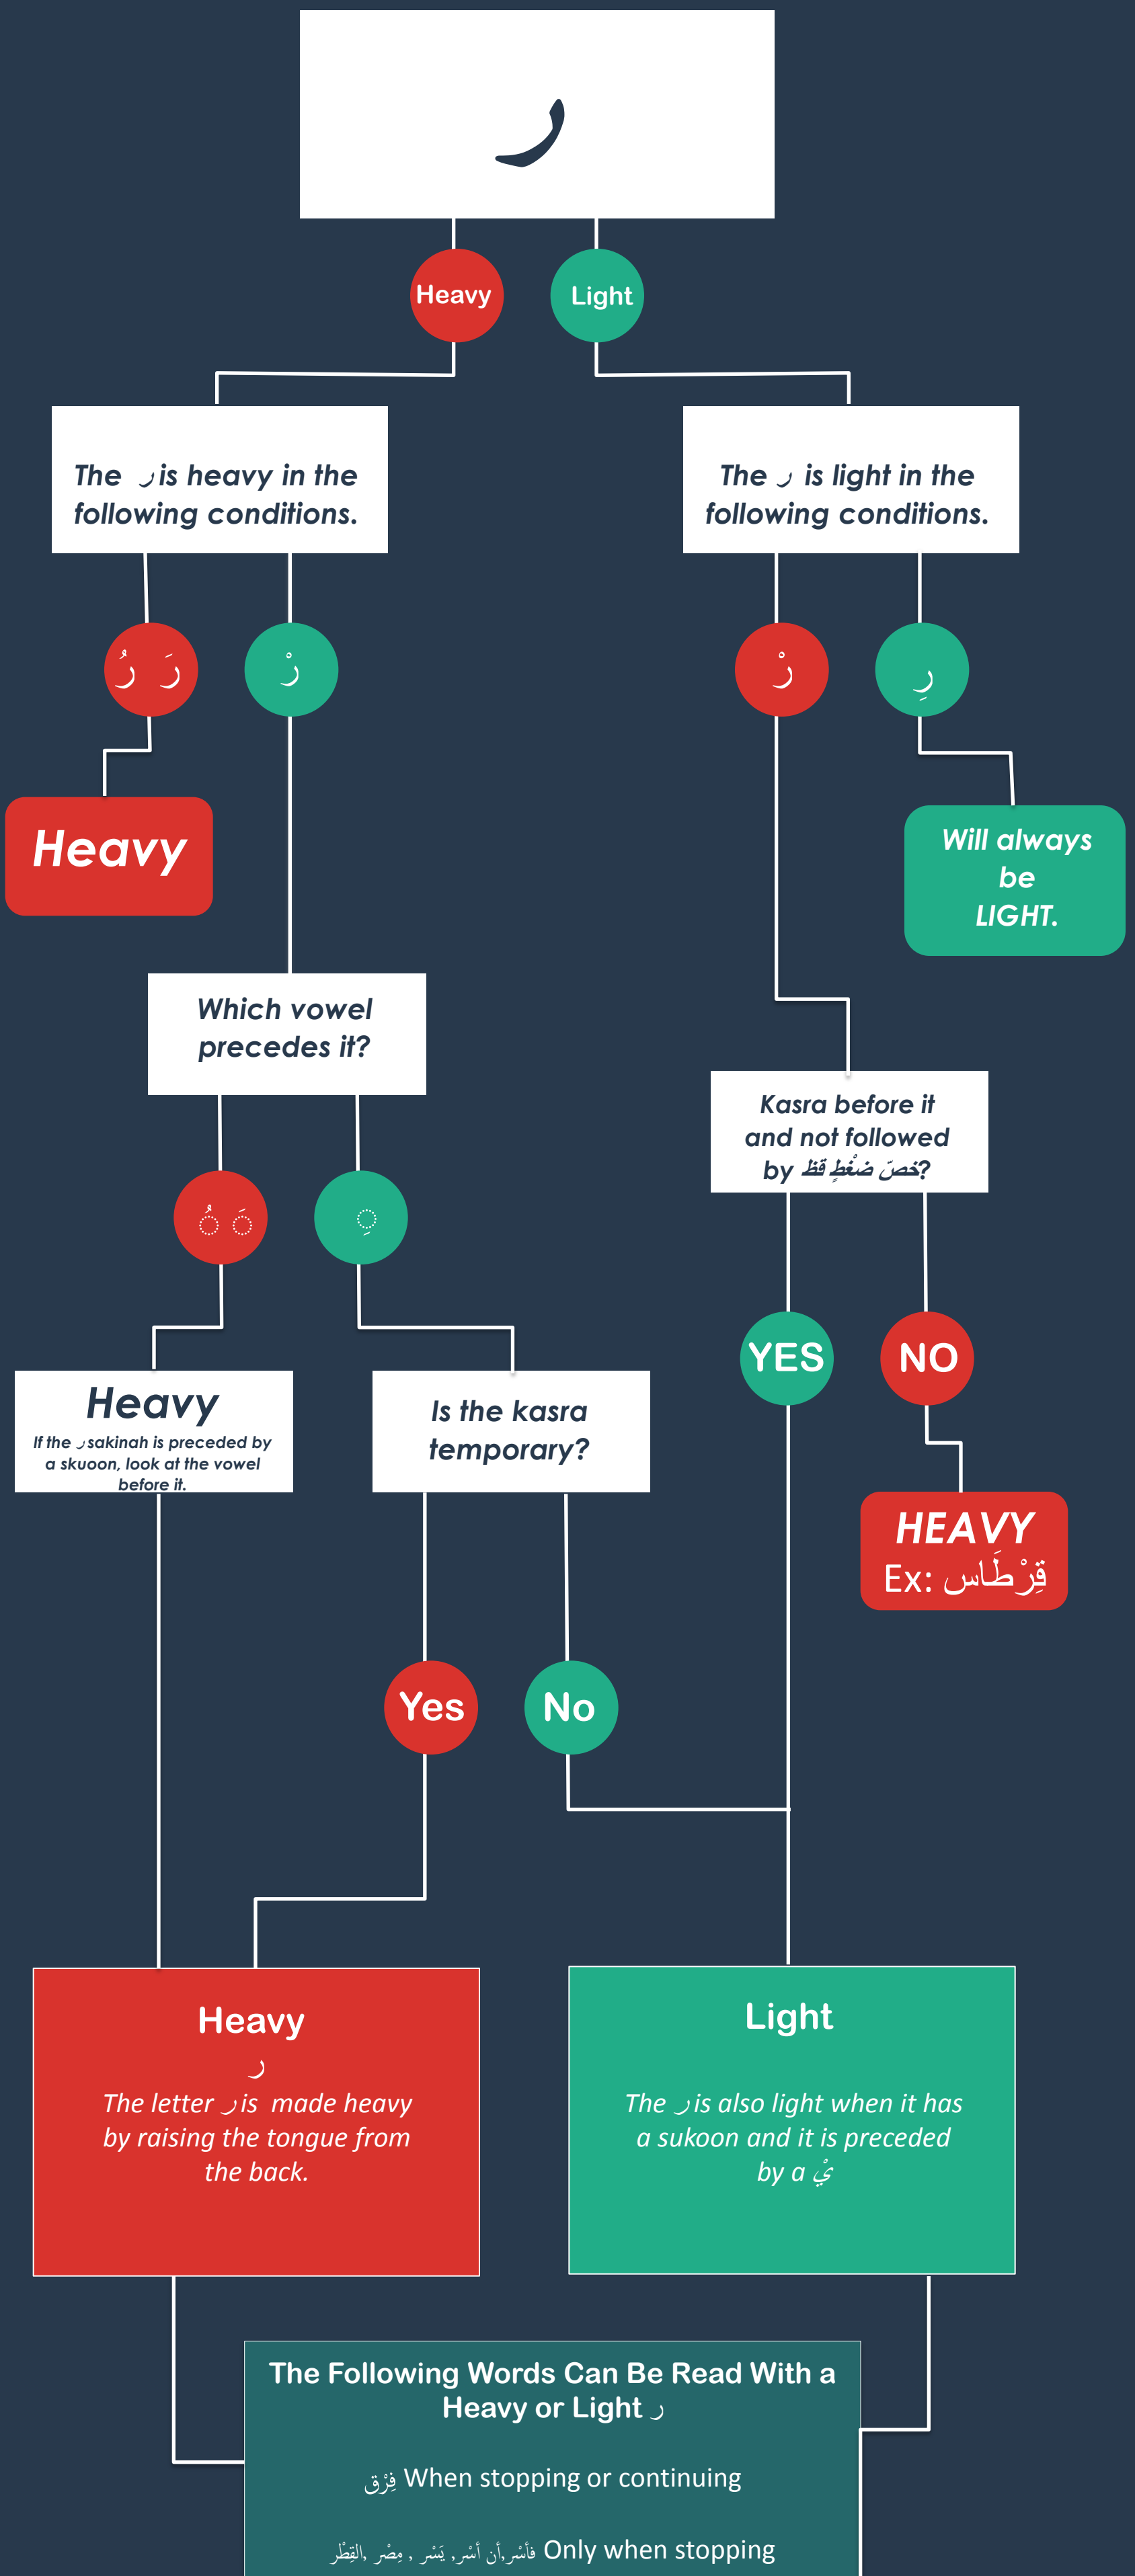 ر
Heavy
Light
The ر is heavy in the
following conditions.
The ر is light in the
following conditions.
رَ رُ
رْ
رْ
رِ
Heavy
Will always
be
LIGHT.
Which vowel
precedes it?
Kasra before it
and not followed
by خصّ ضغْطٍ قظ?
◌َ ◌ُ
◌ِ
YES
NO
Heavy
If the ر sakinah is preceded by
a skuoon, look at the vowel
before it.
Is the kasra
temporary?
HEAVY
Ex: قِرْطَاس
Yes
No
Heavy
ر
The letter ر is made heavy
by raising the tongue from
the back.
Light
The ر is also light when it has
a sukoon and it is preceded
by a يْ
The Following Words Can Be Read With a
Heavy or Light ر
فِرْق When stopping or continuing
فأسْر,أن أسْر, يَسْر , مِصْر ,القِطْر Only when stopping